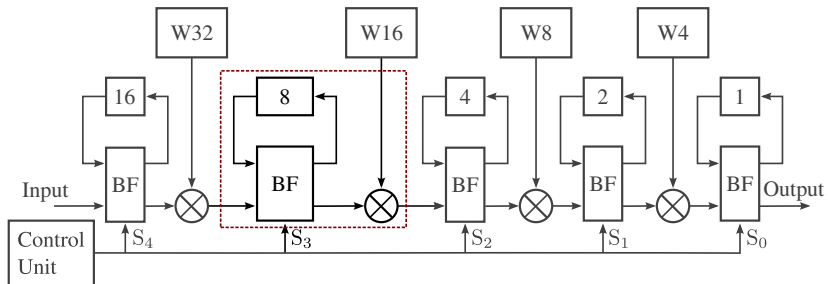 W32 W16 W8 W4
16 8 4 2 1
BF BF BF BF BF
Input Output
S4 S3 S2 S1 S0
Control
Unit